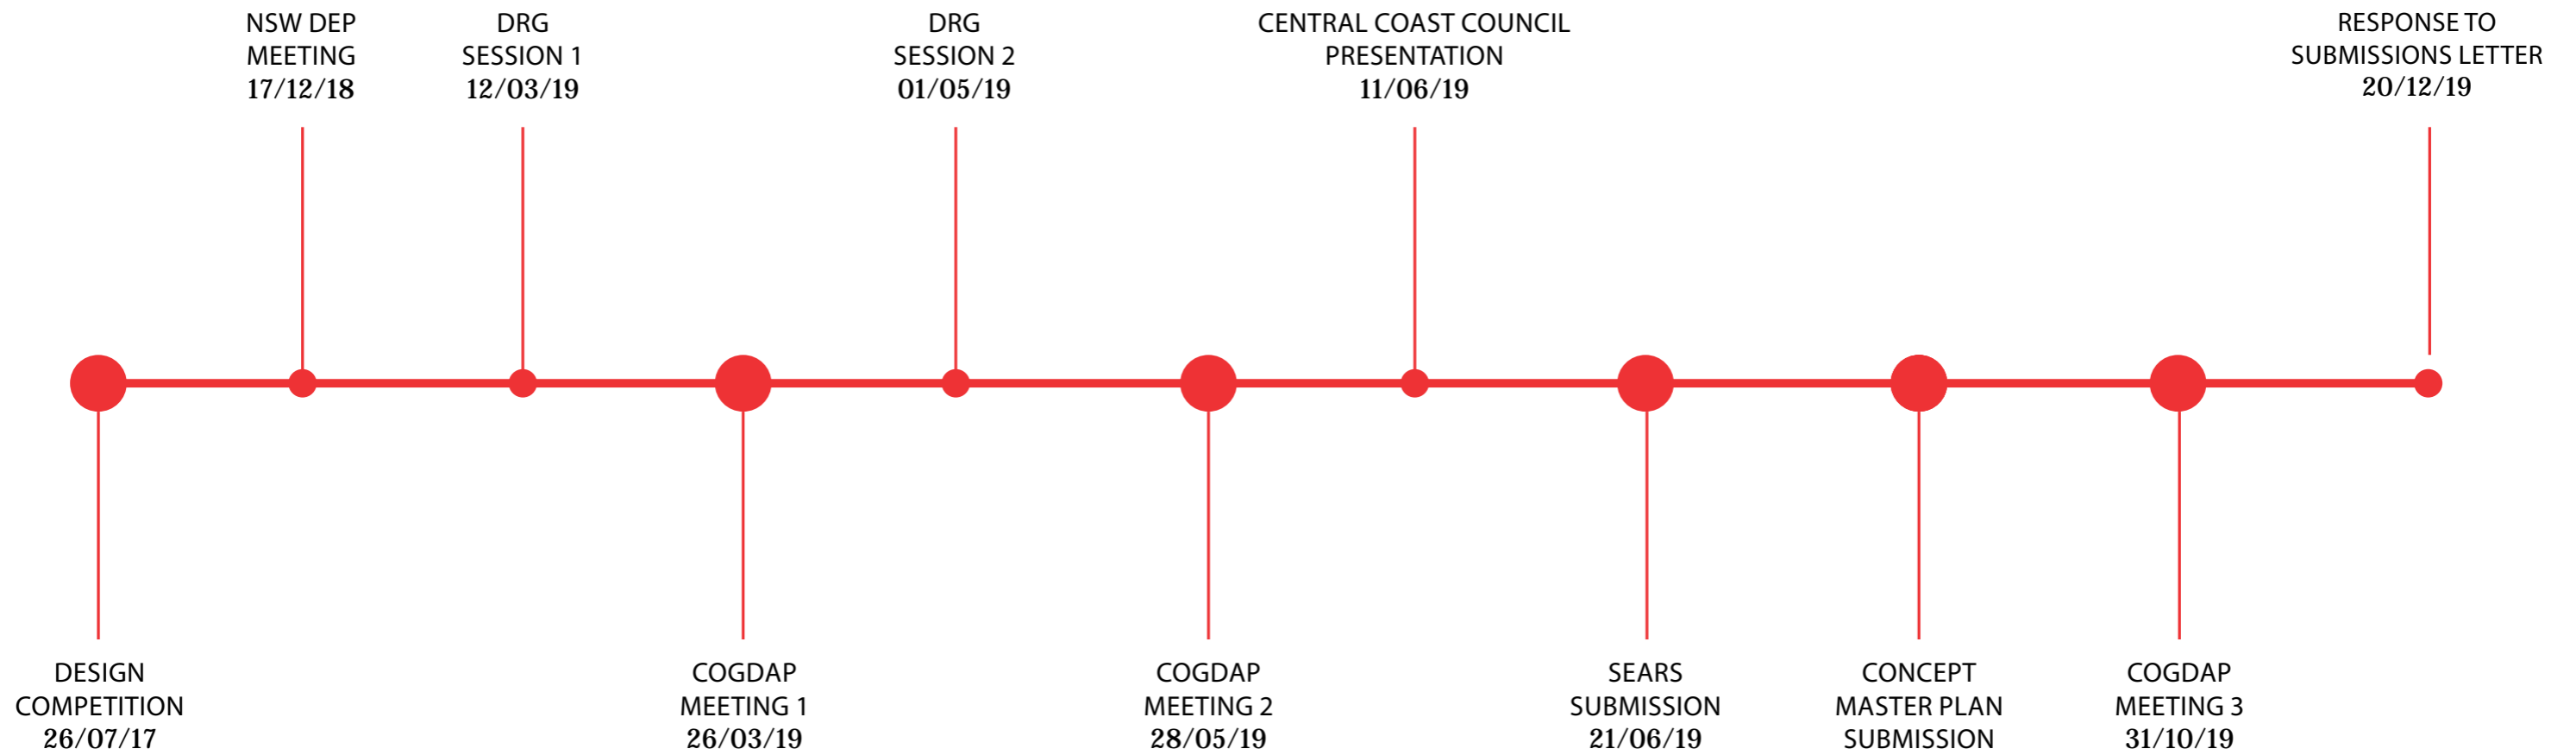 NSW DEP
MEETING
17/12/18
DRG
SESSION 1
12/03/19
DRG
SESSION 2
01/05/19
CENTRAL COAST COUNCIL
PRESENTATION
11/06/19
RESPONSE TO
SUBMISSIONS LETTER
20/12/19
DESIGN
COMPETITION
26/07/17
COGDAP
MEETING 1
26/03/19
COGDAP
MEETING 2
28/05/19
SEARS
SUBMISSION
21/06/19
CONCEPT
MASTER PLAN
SUBMISSION
COGDAP
MEETING 3
31/10/19